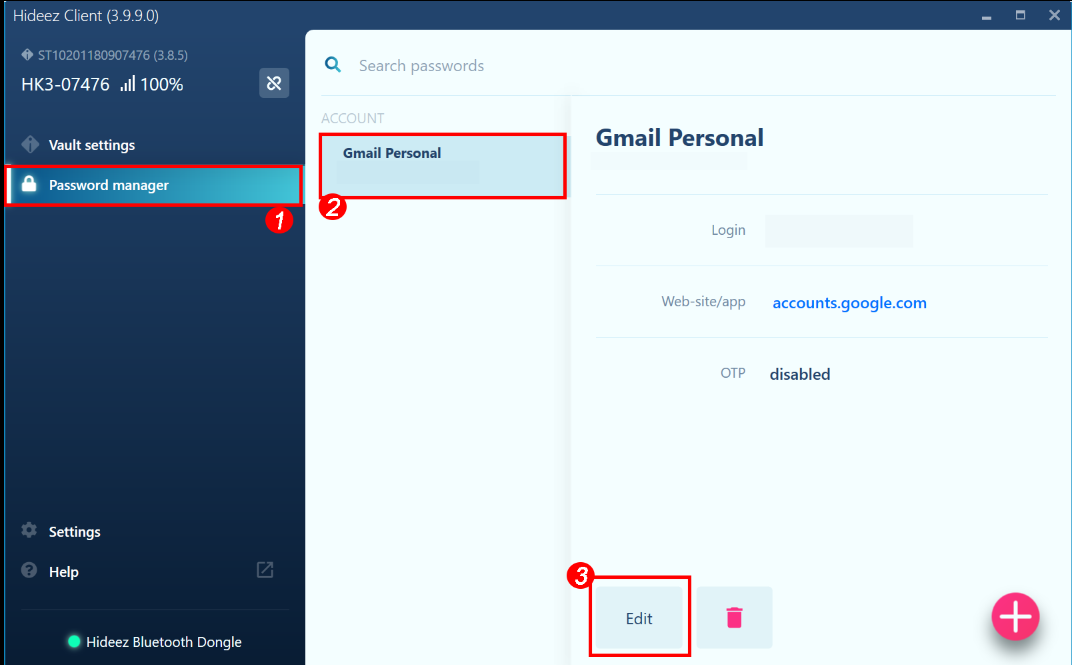 Hideez Client (3.9.9.0)
ST10201180907476 (3.8.5)
HK3-07476 100%
Vault settings
Password manager
1
Settings
Help
Hideez Bluetooth Dongle
Search passwords
ACCOUNT
Gmail Personal
2
Gmail Personal
Login
Web-site/app accounts.google.com
OTP disabled
3
Edit